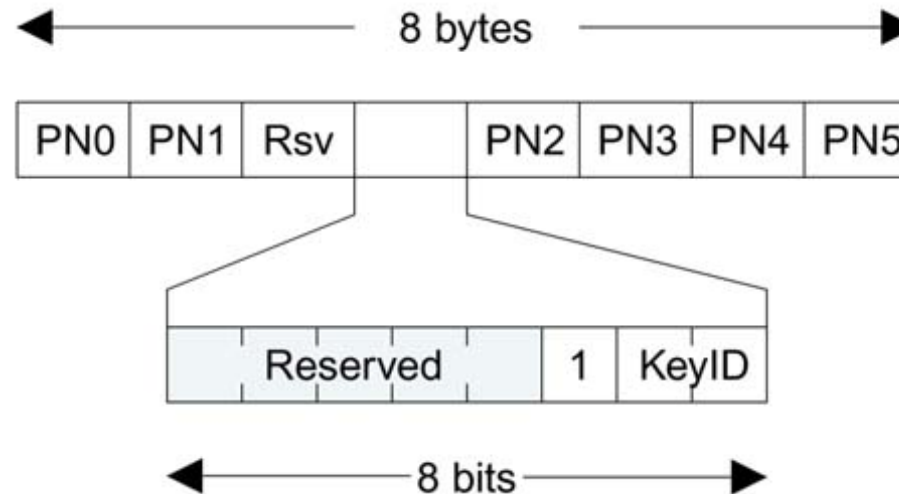 8 bytes
PN0 PN1 Rsv PN2 PN3 PN4 PN5
Reserved 1 KeyID
8 bits